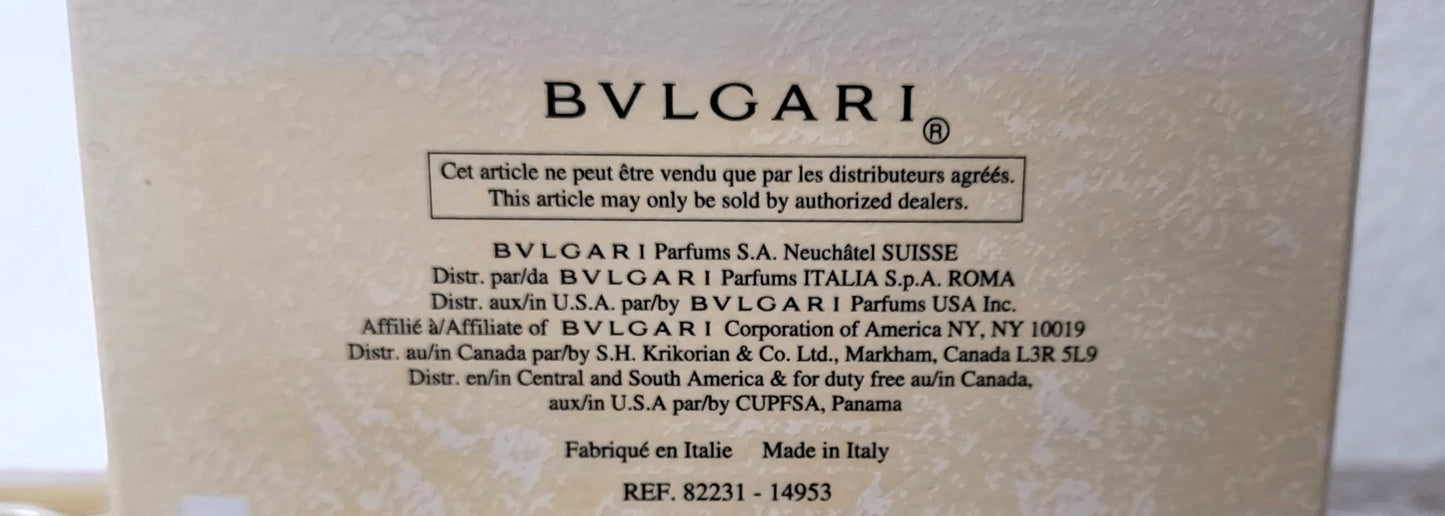 BVLGARI®
Cet article ne peut être vendu que par les distributeurs agréés.
This article may only be sold by authorized dealers.
BVLGARI Parfums S.A. Neuchâtel SUISSE
Distr. par/da BVLGARI Parfums ITALIA S.p.A. ROMA
Distr. aux/in U.S.A. par/by BVLGARI Parfums USA Inc.
Affilié à/Affiliate of BVLGARI Corporation of America NY, NY 10019
Distr. au/in Canada par/by S.H. Krikorian & Co. Ltd., Markham, Canada L3R 5L9
Distr. en/in Central and South America & for duty free au/in Canada,
aux/in U.S.A par/by CUPFSA, Panama
Fabriqué en Italie Made in Italy
REF. 82231 - 14953